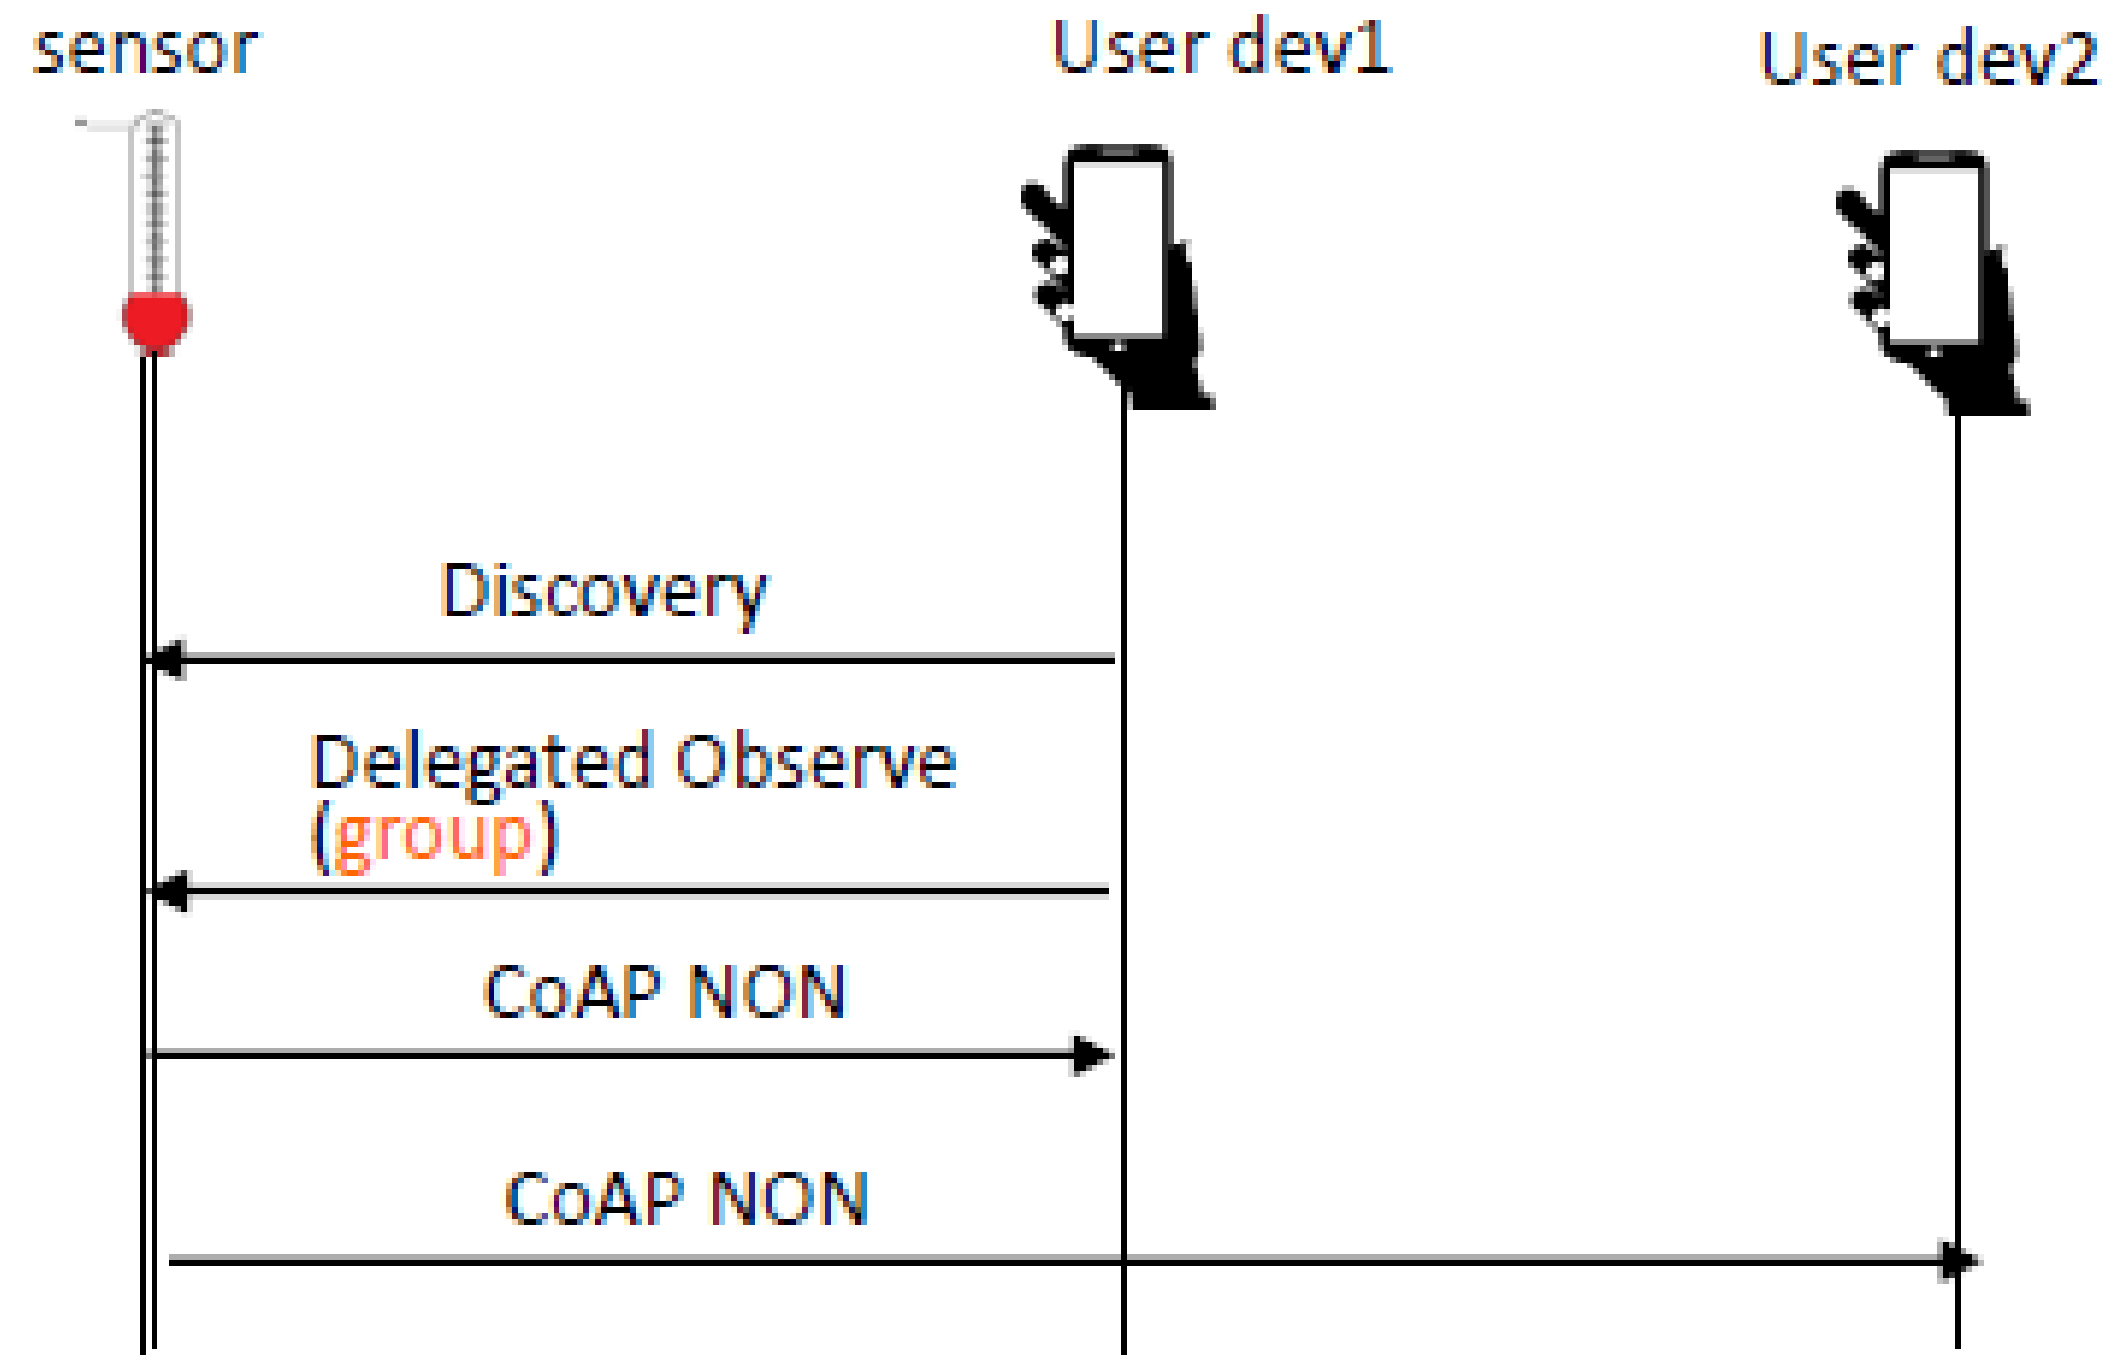 sensor
User dev1
User dev2
Discovery
Delegated Observe
(group)
CoAP NON
CoAP NON